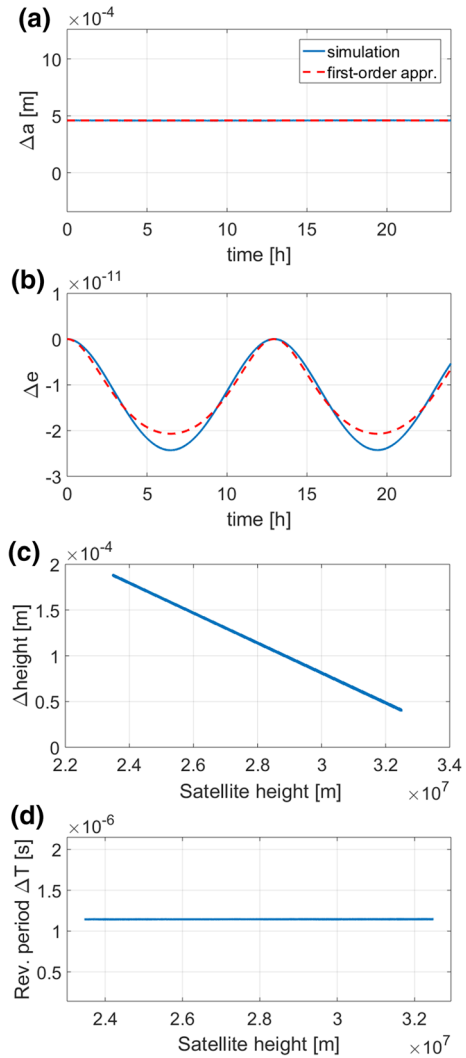 (a)
×10⁻⁴
10
5
0
Δa [m]
simulation
first-order appr.
0 5 10 15 20
time [h]
(b)
×10⁻¹¹
1
0
-1
-2
-3
Δe
0 5 10 15 20
time [h]
(c)
×10⁻⁴
2
1.5
1
0.5
0
Δheight [m]
2.2 2.4 2.6 2.8 3 3.2 3.4
Satellite height [m]
×10⁷
(d)
×10⁻⁶
2
1.5
1
0.5
Rev. period ΔT [s]
2.4 2.6 2.8 3 3.2
Satellite height [m]
×10⁷